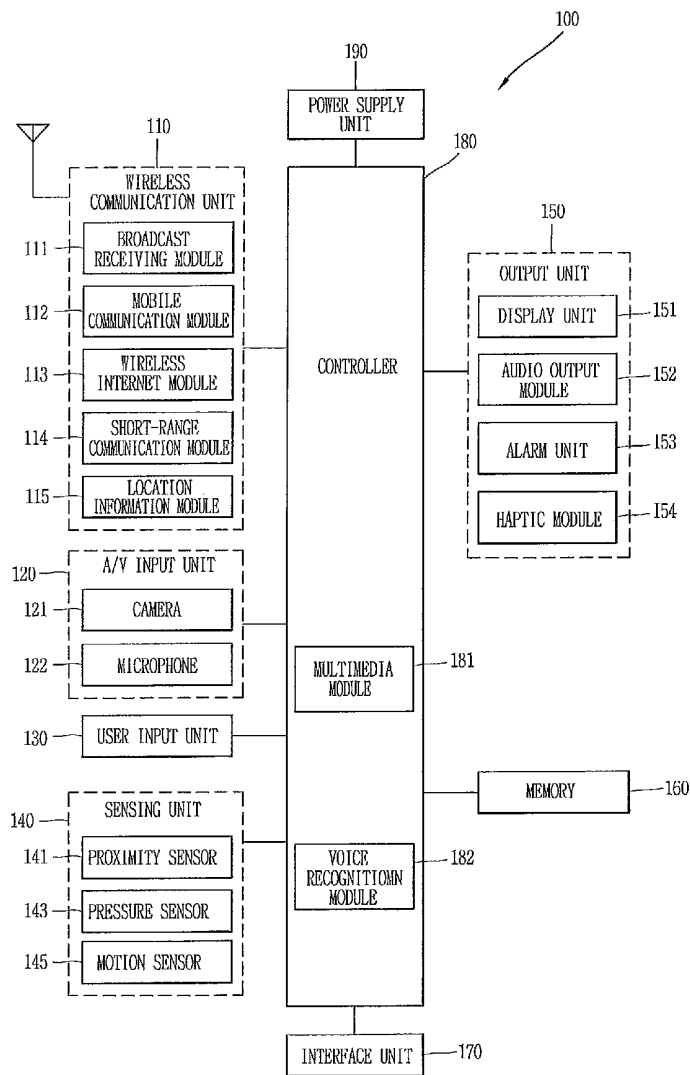 100
190
POWER SUPPLY
UNIT
110
180
WIRELESS
COMMUNICATION UNIT
111
BROADCAST
RECEIVING MODULE
112
MOBILE
COMMUNICATION MODULE
113
WIRELESS
INTERNET MODULE
114
SHORT-RANGE
COMMUNICATION MODULE
115
LOCATION
INFORMATION MODULE
120
A/V INPUT UNIT
121
CAMERA
122
MICROPHONE
130
USER INPUT UNIT
140
SENSING UNIT
141
PROXIMITY SENSOR
143
PRESSURE SENSOR
145
MOTION SENSOR
CONTROLLER
MULTIMEDIA
MODULE
181
VOICE
RECOGNITIOMN
MODULE
182
150
OUTPUT UNIT
DISPLAY UNIT
151
AUDIO OUTPUT
MODULE
152
ALARM UNIT
153
HAPTIC MODULE
154
MEMORY
160
INTERFACE UNIT
170